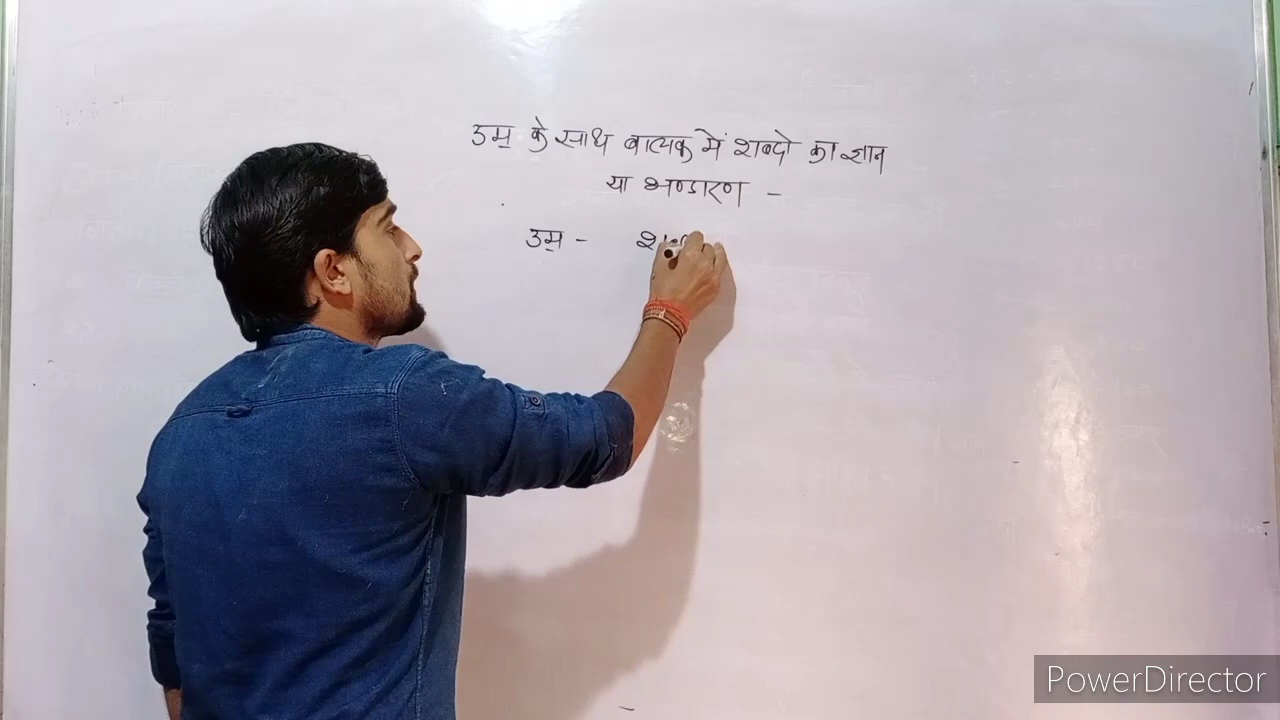 उम्र के साथ बालक में शब्दो का ज्ञान
या भण्डारण -
उम्र -
PowerDirector